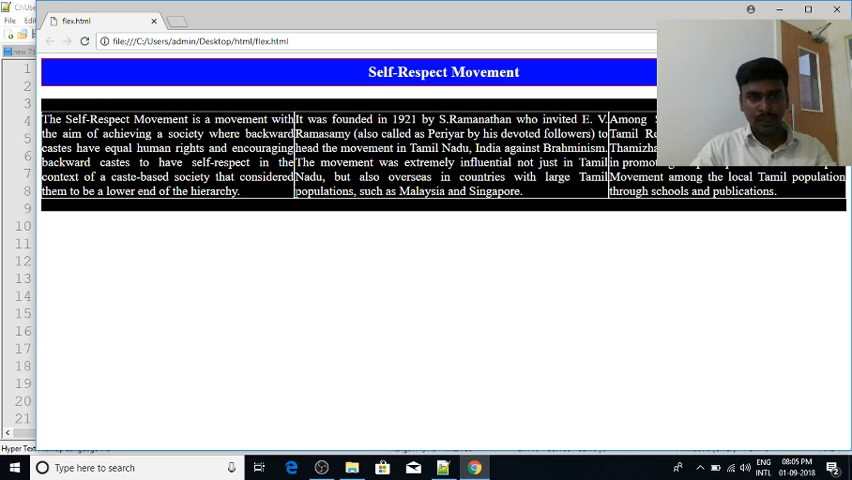 C:\Us
flex.html
File
file:///C:/Users/admin/Desktop/html/flex.html
new 7
Self-Respect Movement
The Self-Respect Movement is a movement with
the aim of achieving a society where backward
castes have equal human rights and encouraging
backward castes to have self-respect in the
context of a caste-based society that considered
them to be a lower end of the hierarchy.
It was founded in 1921 by S.Ramanathan who invited E. V.
Ramasamy (also called as Periyar by his devoted followers) to
head the movement in Tamil Nadu, India against Brahminism.
The movement was extremely influential not just in Tamil
Nadu, but also overseas in countries with large Tamil
populations, such as Malaysia and Singapore.
Among
Tamil
in
Movement among the local Tamil population
through schools and publications.
1
2
3
4
5
6
7
8
9
10
11
12
13
14
15
16
17
18
19
20
21
Hyper Text
Type here to search
ENG
INTL
08:05 PM
01-09-2018
2